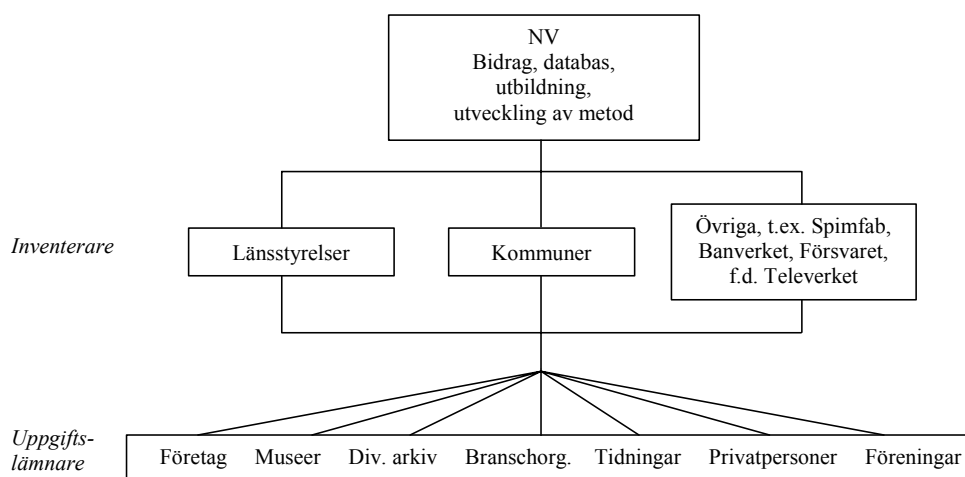 NV
Bidrag, databas,
utbildning,
utveckling av metod
Inventerare
Länsstyrelser
Kommuner
Övriga, t.ex. Spimfab,
Banverket, Försvaret,
f.d. Televerket
Uppgifts-
lämnare
Företag Museer Div. arkiv Branschorg. Tidningar Privatpersoner Föreningar